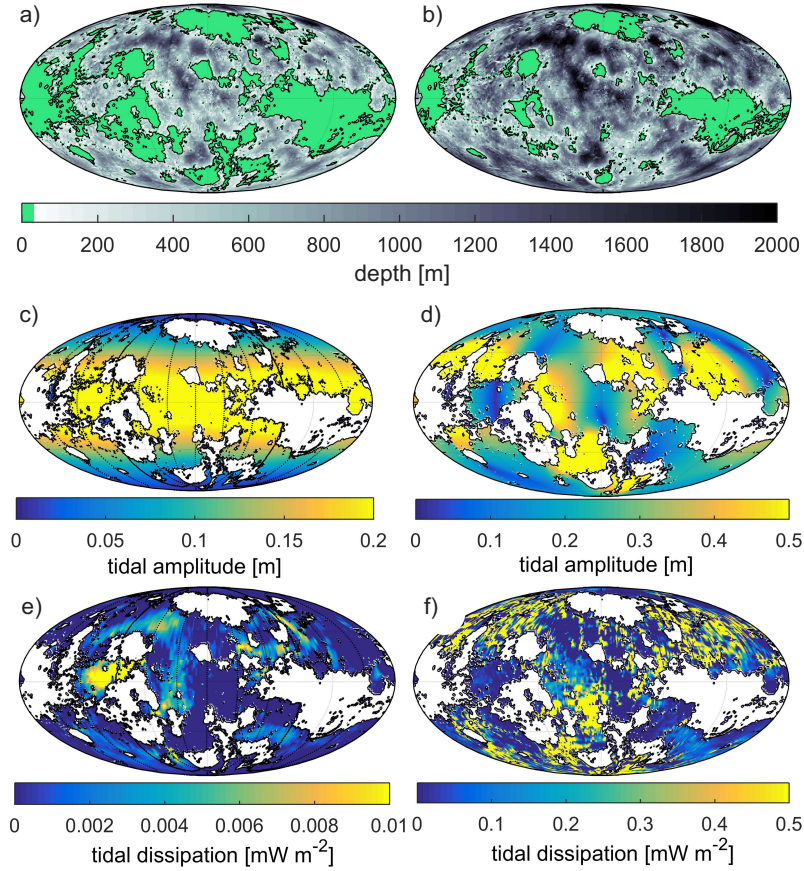 a)
b)
0 200 400 600 800 1000 1200 1400 1600 1800 2000
depth [m]
c)
d)
0 0.05 0.1 0.15 0.2
tidal amplitude [m]
0 0.1 0.2 0.3 0.4 0.5
tidal amplitude [m]
e)
f)
0 0.002 0.004 0.006 0.008 0.01
tidal dissipation [mW m-2]
0 0.1 0.2 0.3 0.4 0.5
tidal dissipation [mW m-2]